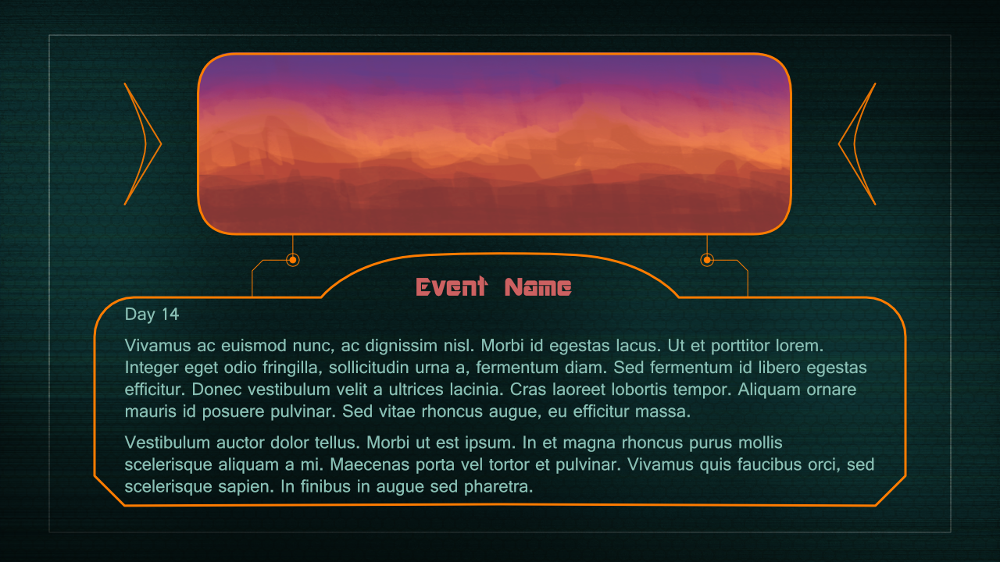 Event Name
Day 14
Vivamus ac euismod nunc, ac dignissim nisl. Morbi id egestas lacus. Ut et porttitor lorem.
Integer eget odio fringilla, sollicitudin urna a, fermentum diam. Sed fermentum id libero egestas
efficitur. Donec vestibulum velit a ultrices lacinia. Cras laoreet lobortis tempor. Aliquam ornare
mauris id posuere pulvinar. Sed vitae rhoncus augue, eu efficitur massa.
Vestibulum auctor dolor tellus. Morbi ut est ipsum. In et magna rhoncus purus mollis
scelerisque aliquam a mi. Maecenas porta vel tortor et pulvinar. Vivamus quis faucibus orci, sed
scelerisque sapien. In finibus in augue sed pharetra.